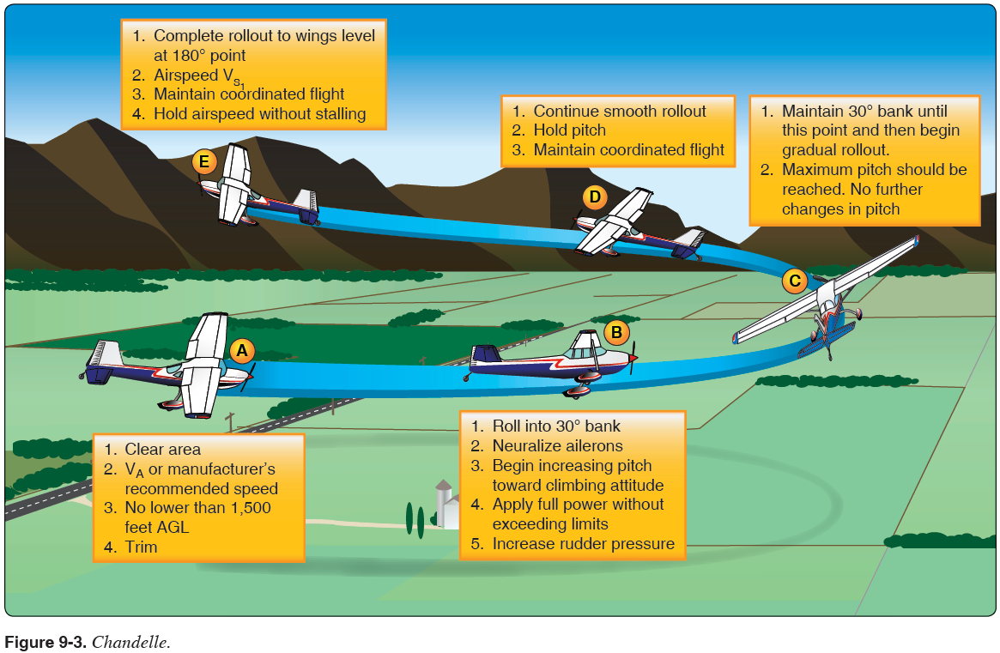 1. Complete rollout to wings level
at 180° point
2. Airspeed VS1
3. Maintain coordinated flight
4. Hold airspeed without stalling
1. Continue smooth rollout
2. Hold pitch
3. Maintain coordinated flight
1. Maintain 30° bank until
this point and then begin
gradual rollout.
2. Maximum pitch should be
reached. No further
changes in pitch
E
D
C
A
B
1. Clear area
2. VA or manufacturer’s
recommended speed
3. No lower than 1,500
feet AGL
4. Trim
1. Roll into 30° bank
2. Neuralize ailerons
3. Begin increasing pitch
toward climbing attitude
4. Apply full power without
exceeding limits
5. Increase rudder pressure
Figure 9-3. Chandelle.